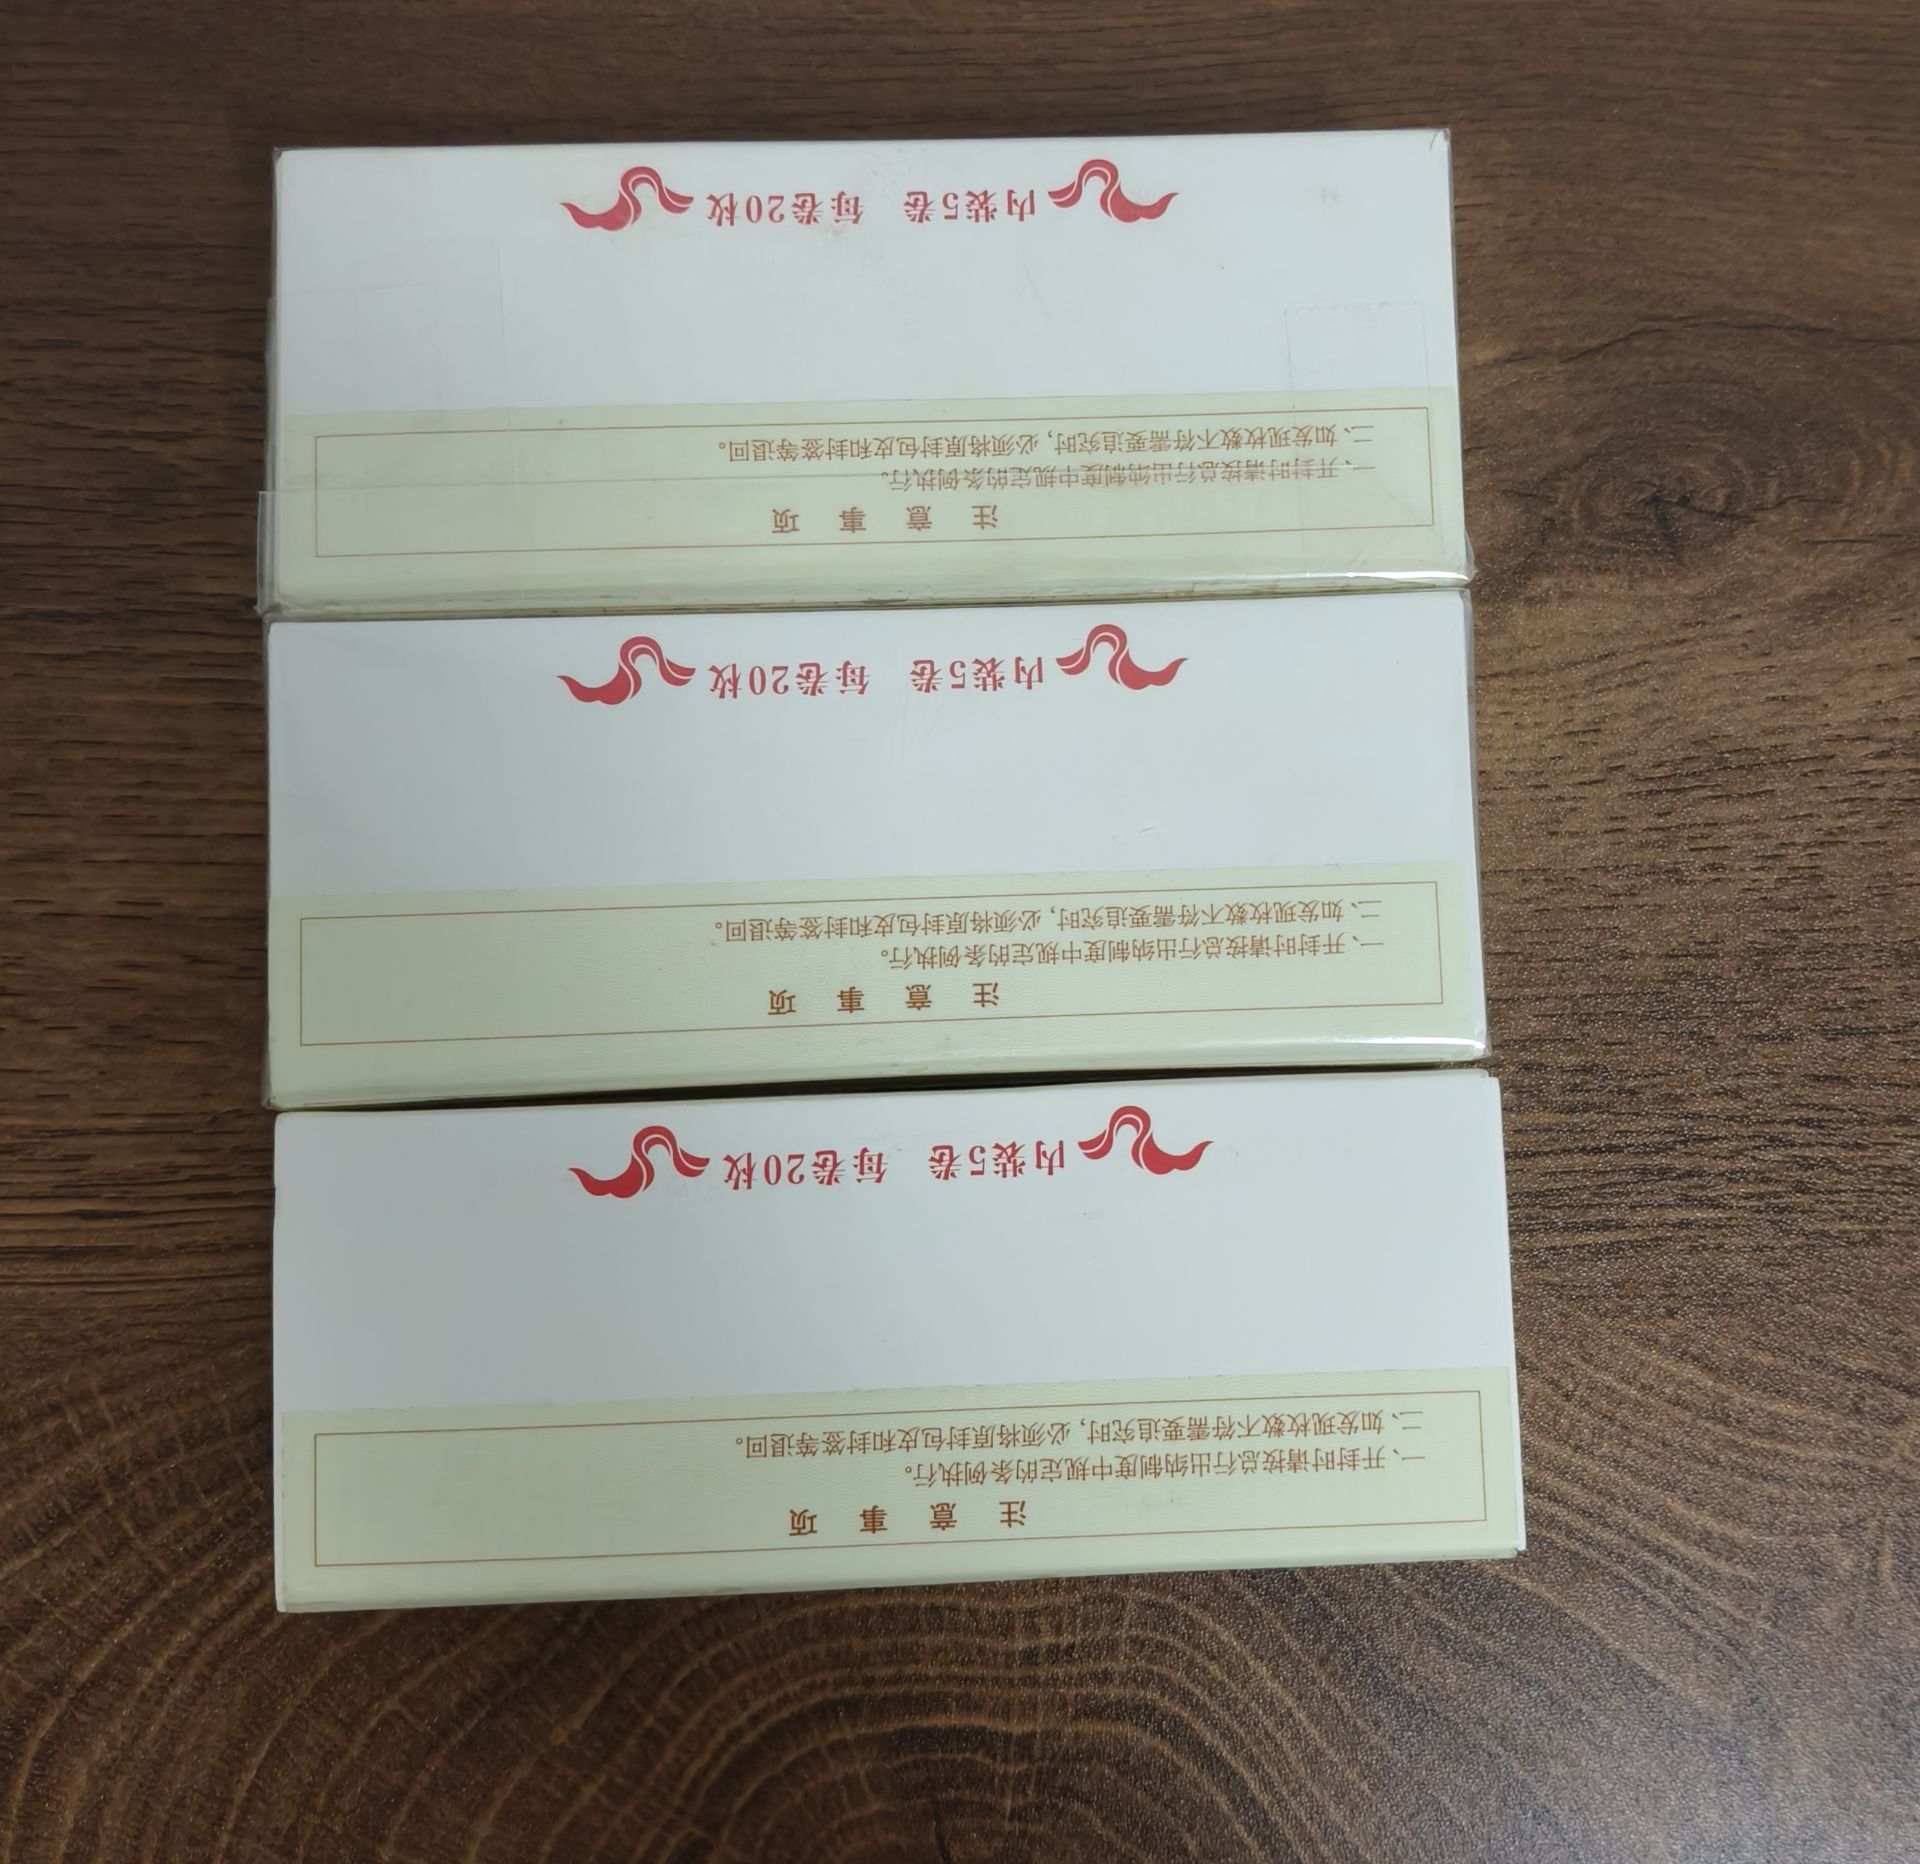 注意事项
一、开封时请按总行出纳制度中规定的条例执行。
二、如发现枚数不符需要追究时，必须将原封包皮和封签等退回。
内装5卷 每卷20枚
注意事项
一、开封时请按总行出纳制度中规定的条例执行。
二、如发现枚数不符需要追究时，必须将原封包皮和封签等退回。
内装5卷 每卷20枚
注意事项
一、开封时请按总行出纳制度中规定的条例执行。
二、如发现枚数不符需要追究时，必须将原封包皮和封签等退回。
内装5卷 每卷20枚